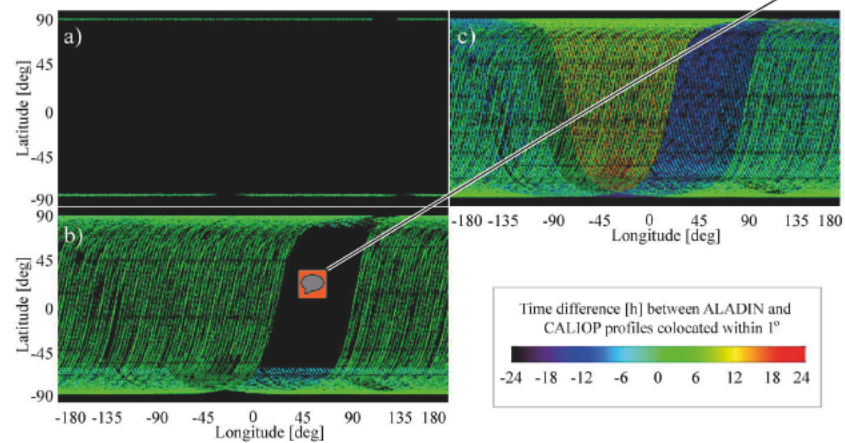 a)
90
45
0
-45
-90
Latitude [deg]
b)
90
45
0
-45
-90
Latitude [deg]
-180 -135 -90 -45 0 45 90 135 180
Longitude [deg]
c)
-180 -135 -90 -45 0 45 90 135 180
Longitude [deg]
Time difference [h] between ALADIN and
CALIOP profiles colocated within 1°
-24 -18 -12 -6 0 6 12 18 24